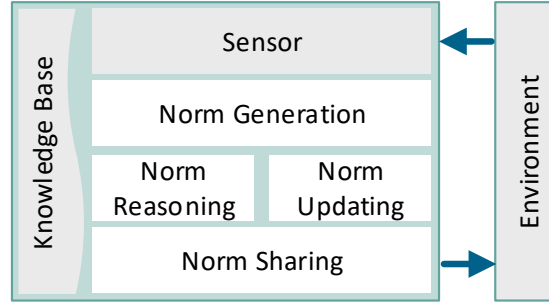 Knowledge Base
Sensor
Norm Generation
Norm
Reasoning
Norm
Updating
Norm Sharing
Environment